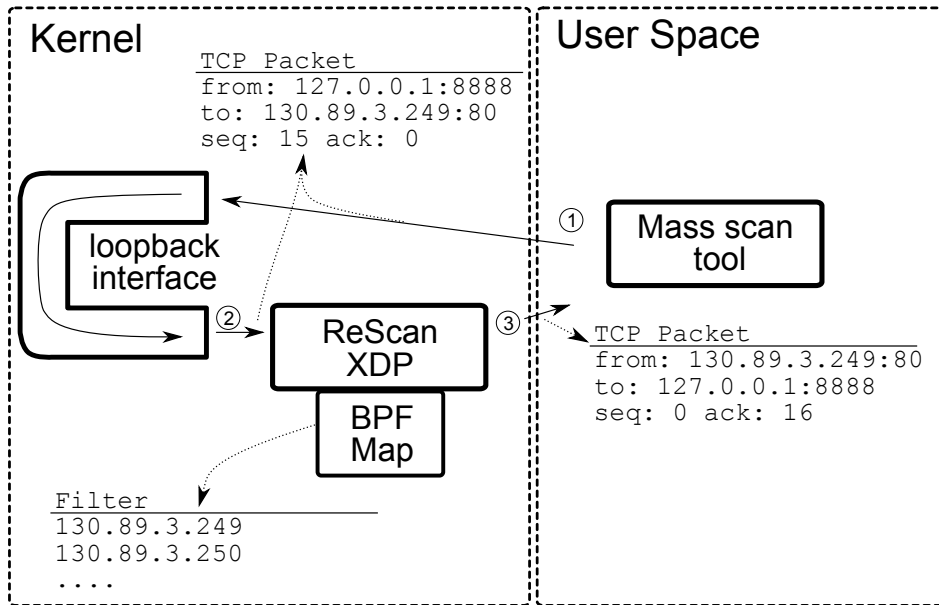 Kernel
User Space
TCP Packet
from: 127.0.0.1:8888
to: 130.89.3.249:80
seq: 15 ack: 0
1
Mass scan
tool
loopback
interface
2
ReScan
XDP
3
TCP Packet
from: 130.89.3.249:80
to: 127.0.0.1:8888
seq: 0 ack: 16
BPF
Map
Filter
130.89.3.249
130.89.3.250
....